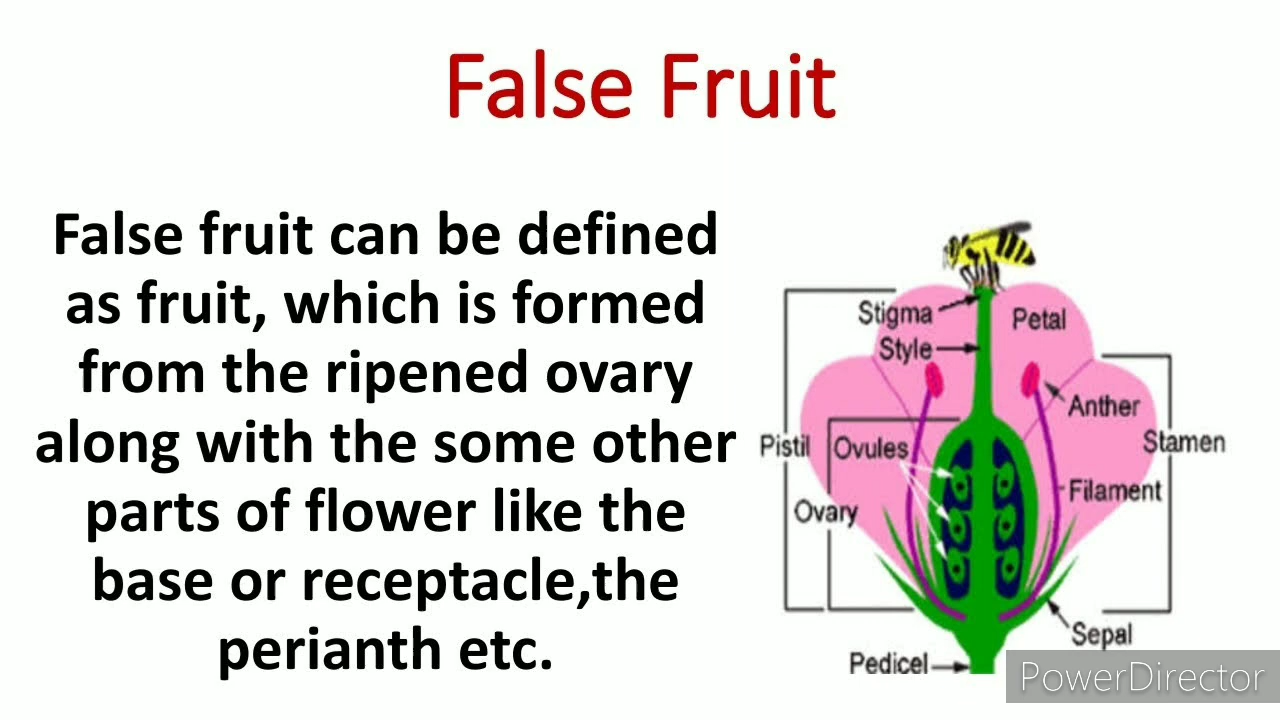 False Fruit
False fruit can be defined
as fruit, which is formed
from the ripened ovary
along with the some other
parts of flower like the
base or receptacle,the
perianth etc.
Stigma
Petal
Style
Anther
Pistil
Ovules
Stamen
Filament
Ovary
Sepal
Pedicel
PowerDirector